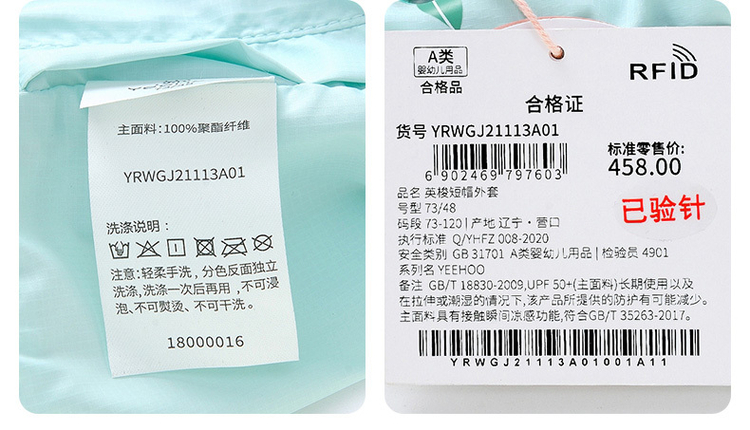 主面料：100%聚酯纤维
YRWGJ21113A01
洗涤说明：
注意：轻柔手洗，分色反面独立
洗涤,洗涤一次后再用，不可浸
泡、不可熨烫、不可干洗。
18000016
A类
婴幼儿用品
合格品
RFID
合格证
货号 YRWGJ21113A01
6 902469 797603
标准零售价:
458.00
品名 英梭短帽外套
号型 73/48
码段 73-120 | 产地 辽宁·营口
执行标准 Q/YHFZ 008-2020
安全类别 GB 31701 A类婴幼儿用品 | 检验员 4901
系列名 YEEHOO
已验针
备注 GB/T 18830-2009,UPF 50+(主面料)长期使用以及
在拉伸或潮湿的情况下,该产品所提供的防护有可能减少。
主面料具有接触瞬间凉感功能,符合GB/T 35263-2017。
YRWGJ21113A01001A11